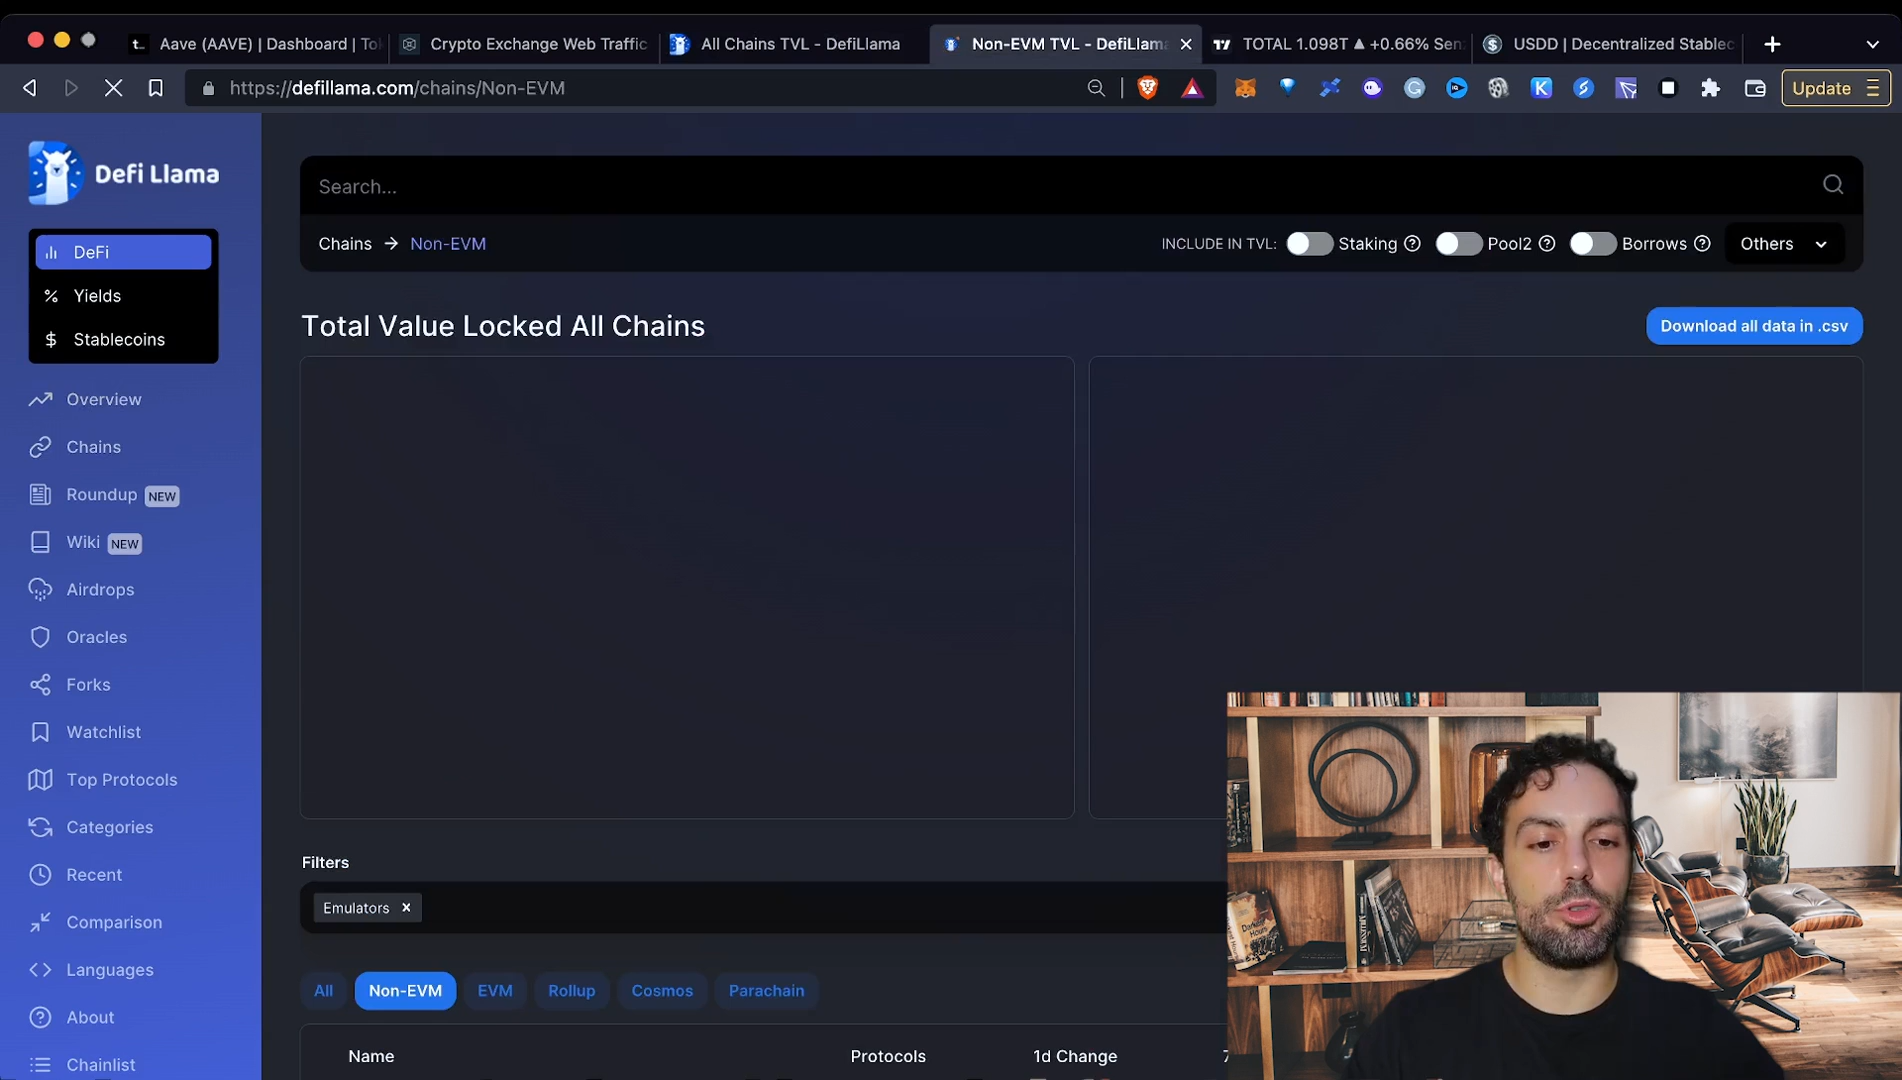 Aave (AAVE) | Dashboard | To
Crypto Exchange Web Traffic
All Chains TVL - DefiLlama
Non-EVM TVL - DefiLlama
TOTAL 1.098T ▲ +0.66% Sen
USDD | Decentralized Stablec
https://defillama.com/chains/Non-EVM
Update
Defi Llama
DeFi
Yields
Stablecoins
Overview
Chains
Roundup NEW
Wiki NEW
Airdrops
Oracles
Forks
Watchlist
Top Protocols
Categories
Recent
Comparison
Languages
About
Chainlist
Search...
Chains → Non-EVM
INCLUDE IN TVL: Staking Pool2 Borrows Others
Total Value Locked All Chains
Download all data in .csv
Filters
Emulators ×
All Non-EVM EVM Rollup Cosmos Parachain
Name Protocols 1d Change